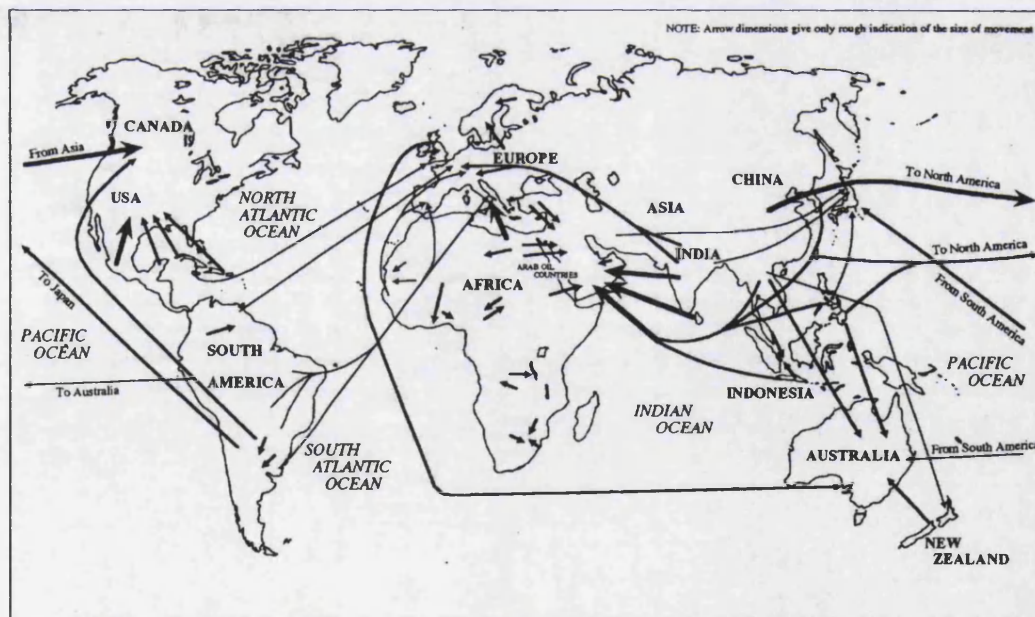 NOTE: Arrow dimensions give only rough indication of the size of movement
CANADA
From Asia
USA
NORTH
ATLANTIC
OCEAN
EUROPE
ASIA
CHINA
To North America
INDIA
ARAB OIL
COUNTRIES
AFRICA
To North America
To Japan
From South America
PACIFIC
OCEAN
SOUTH
AMERICA
To Australia
INDONESIA
PACIFIC
OCEAN
INDIAN
OCEAN
SOUTH
ATLANTIC
OCEAN
AUSTRALIA
From South America
NEW
ZEALAND